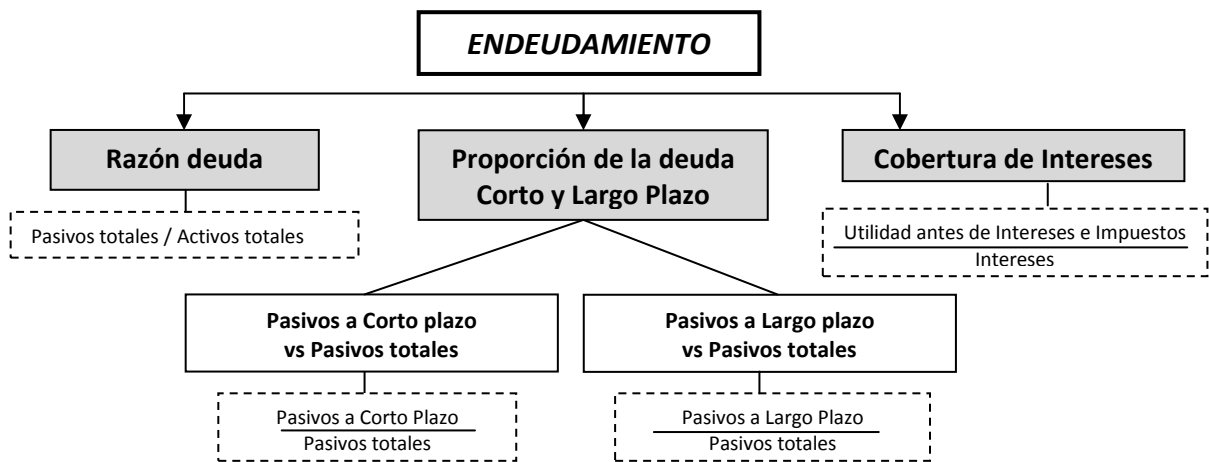 ENDEUDAMIENTO
Razón deuda
Pasivos totales / Activos totales
Proporción de la deuda
Corto y Largo Plazo
Cobertura de Intereses
Utilidad antes de Intereses e Impuestos
Intereses
Pasivos a Corto plazo
vs Pasivos totales
Pasivos a Corto Plazo
Pasivos totales
Pasivos a Largo plazo
vs Pasivos totales
Pasivos a Largo Plazo
Pasivos totales